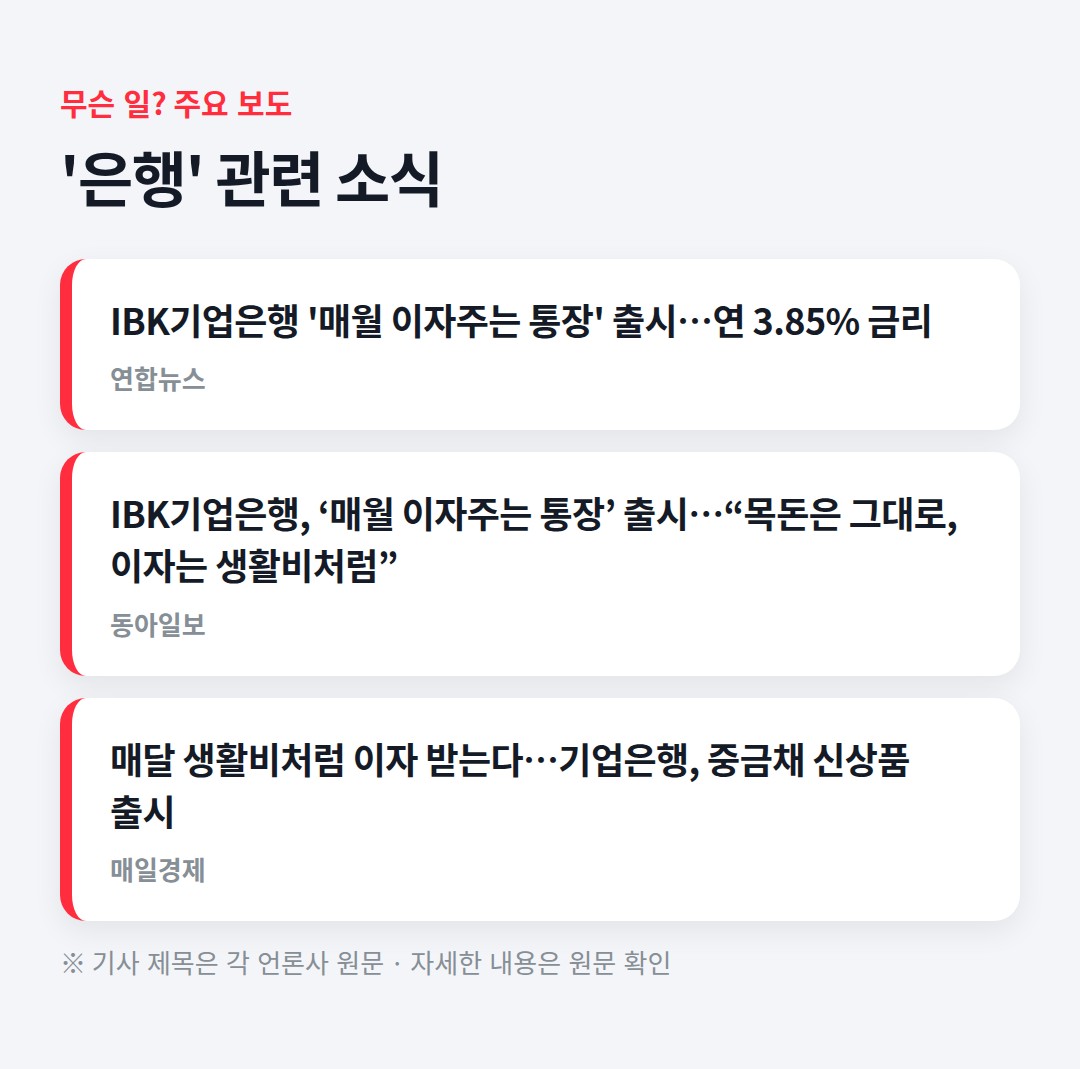 무슨 일? 주요 보도
'은행' 관련 소식
IBK기업은행 '매월 이자주는 통장' 출시…연 3.85% 금리
연합뉴스
IBK기업은행, ‘매월 이자주는 통장’ 출시…“목돈은 그대로,
이자는 생활비처럼”
동아일보
매달 생활비처럼 이자 받는다…기업은행, 중금채 신상품
출시
매일경제
※ 기사 제목은 각 언론사 원문 · 자세한 내용은 원문 확인